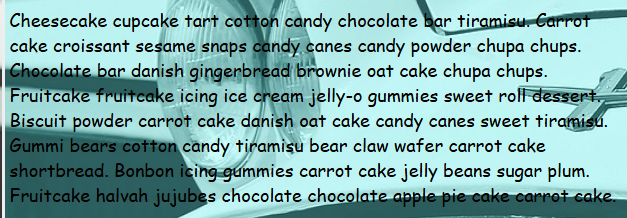 Cheesecake cupcake tart cotton candy chocolate bar tiramisu. Carrot
cake croissant sesame snaps candy canes candy powder chupa chups.
Chocolate bar danish gingerbread brownie oat cake chupa chups.
Fruitcake fruitcake icing ice cream jelly-o gummies sweet roll dessert.
Biscuit powder carrot cake danish oat cake candy canes sweet tiramisu.
Gummi bears cotton candy tiramisu bear claw wafer carrot cake
shortbread. Bonbon icing gummies carrot cake jelly beans sugar plum.
Fruitcake halvah jujubes chocolate chocolate apple pie cake carrot cake.